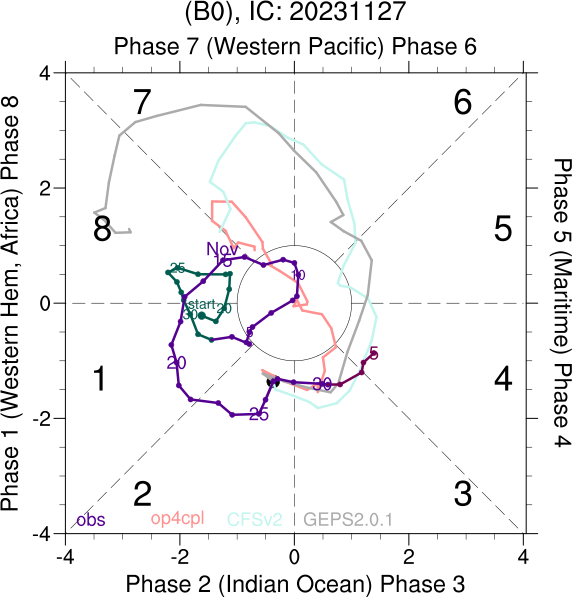 (B0), IC: 20231127
Phase 7 (Western Pacific) Phase 6
Phase 1 (Western Hem, Africa) Phase 8
Phase 5 (Maritime) Phase 4
4
2
0
-2
-4
7
6
8
5
1
4
2
3
Nov
15
25
10
start
30
20
5
20
25
30
5
obs
op4cpl
CFSv2
GEPS2.0.1
-4
-2
0
2
4
Phase 2 (Indian Ocean) Phase 3